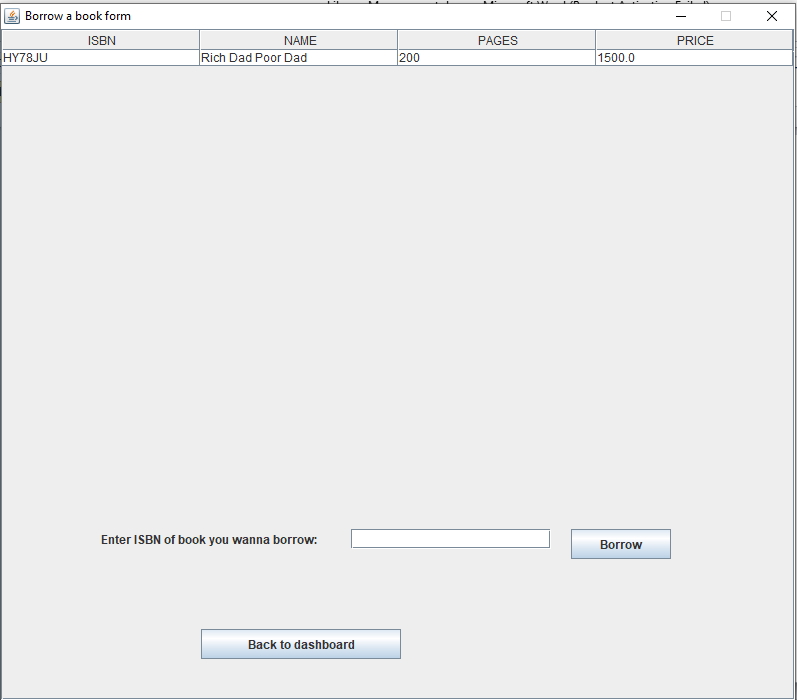 Borrow a book form
ISBN NAME PAGES PRICE
HY78JU Rich Dad Poor Dad 200 1500.0
Enter ISBN of book you wanna borrow:
Borrow
Back to dashboard